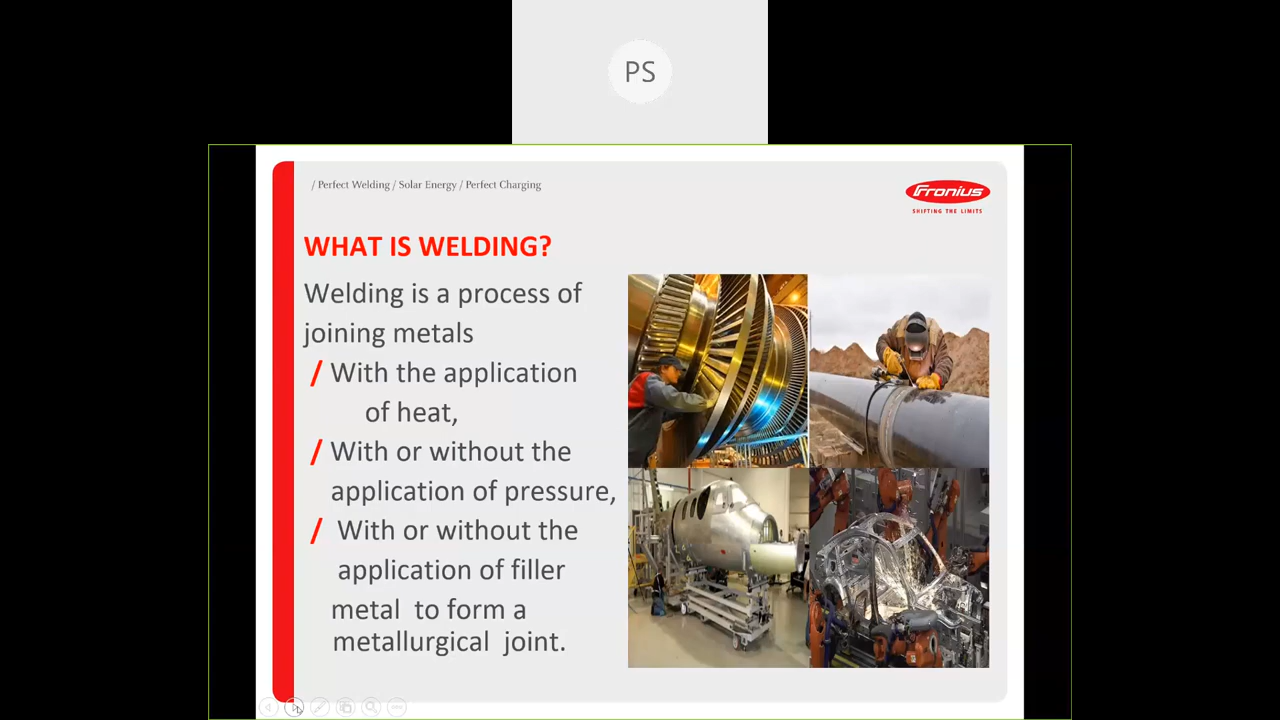 PS
/ Perfect Welding / Solar Energy / Perfect Charging
Fronius
SHIFTING THE LIMITS
WHAT IS WELDING?
Welding is a process of
joining metals
/ With the application
of heat,
/ With or without the
application of pressure,
/ With or without the
application of filler
metal to form a
metallurgical joint.